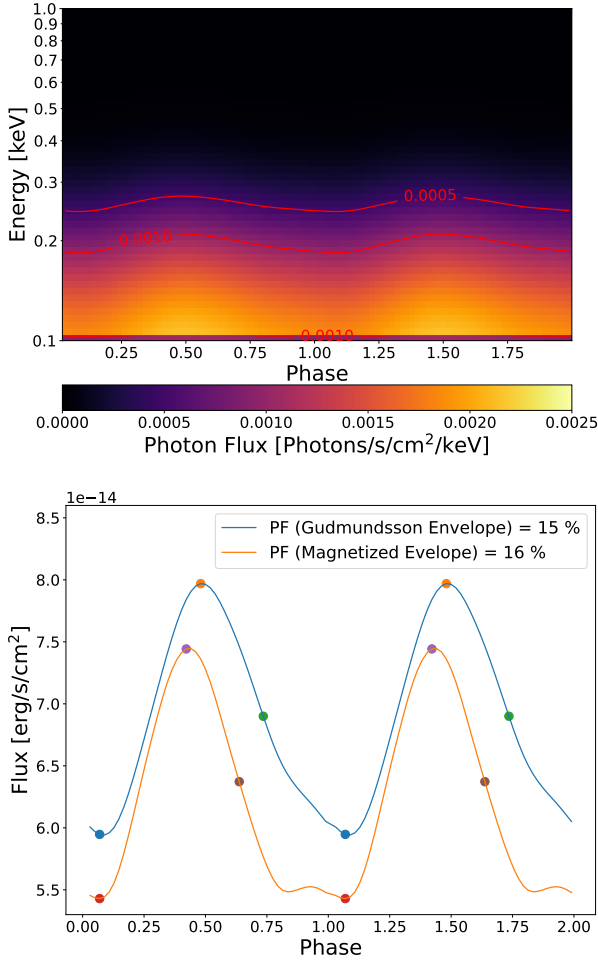 1.0
0.9
0.8
0.7
0.6
0.5
0.4
0.3
0.2
0.1
Energy [keV]
0.0005
0.0010
0.0010
0.25 0.50 0.75 1.00 1.25 1.50 1.75
Phase
0.0000 0.0005 0.0010 0.0015 0.0020 0.0025
Photon Flux [Photons/s/cm²/keV]
1e−14
PF (Gudmundsson Envelope) = 15 %
PF (Magnetized Evelope) = 16 %
8.5
8.0
7.5
7.0
6.5
6.0
5.5
Flux [erg/s/cm²]
0.00 0.25 0.50 0.75 1.00 1.25 1.50 1.75 2.00
Phase